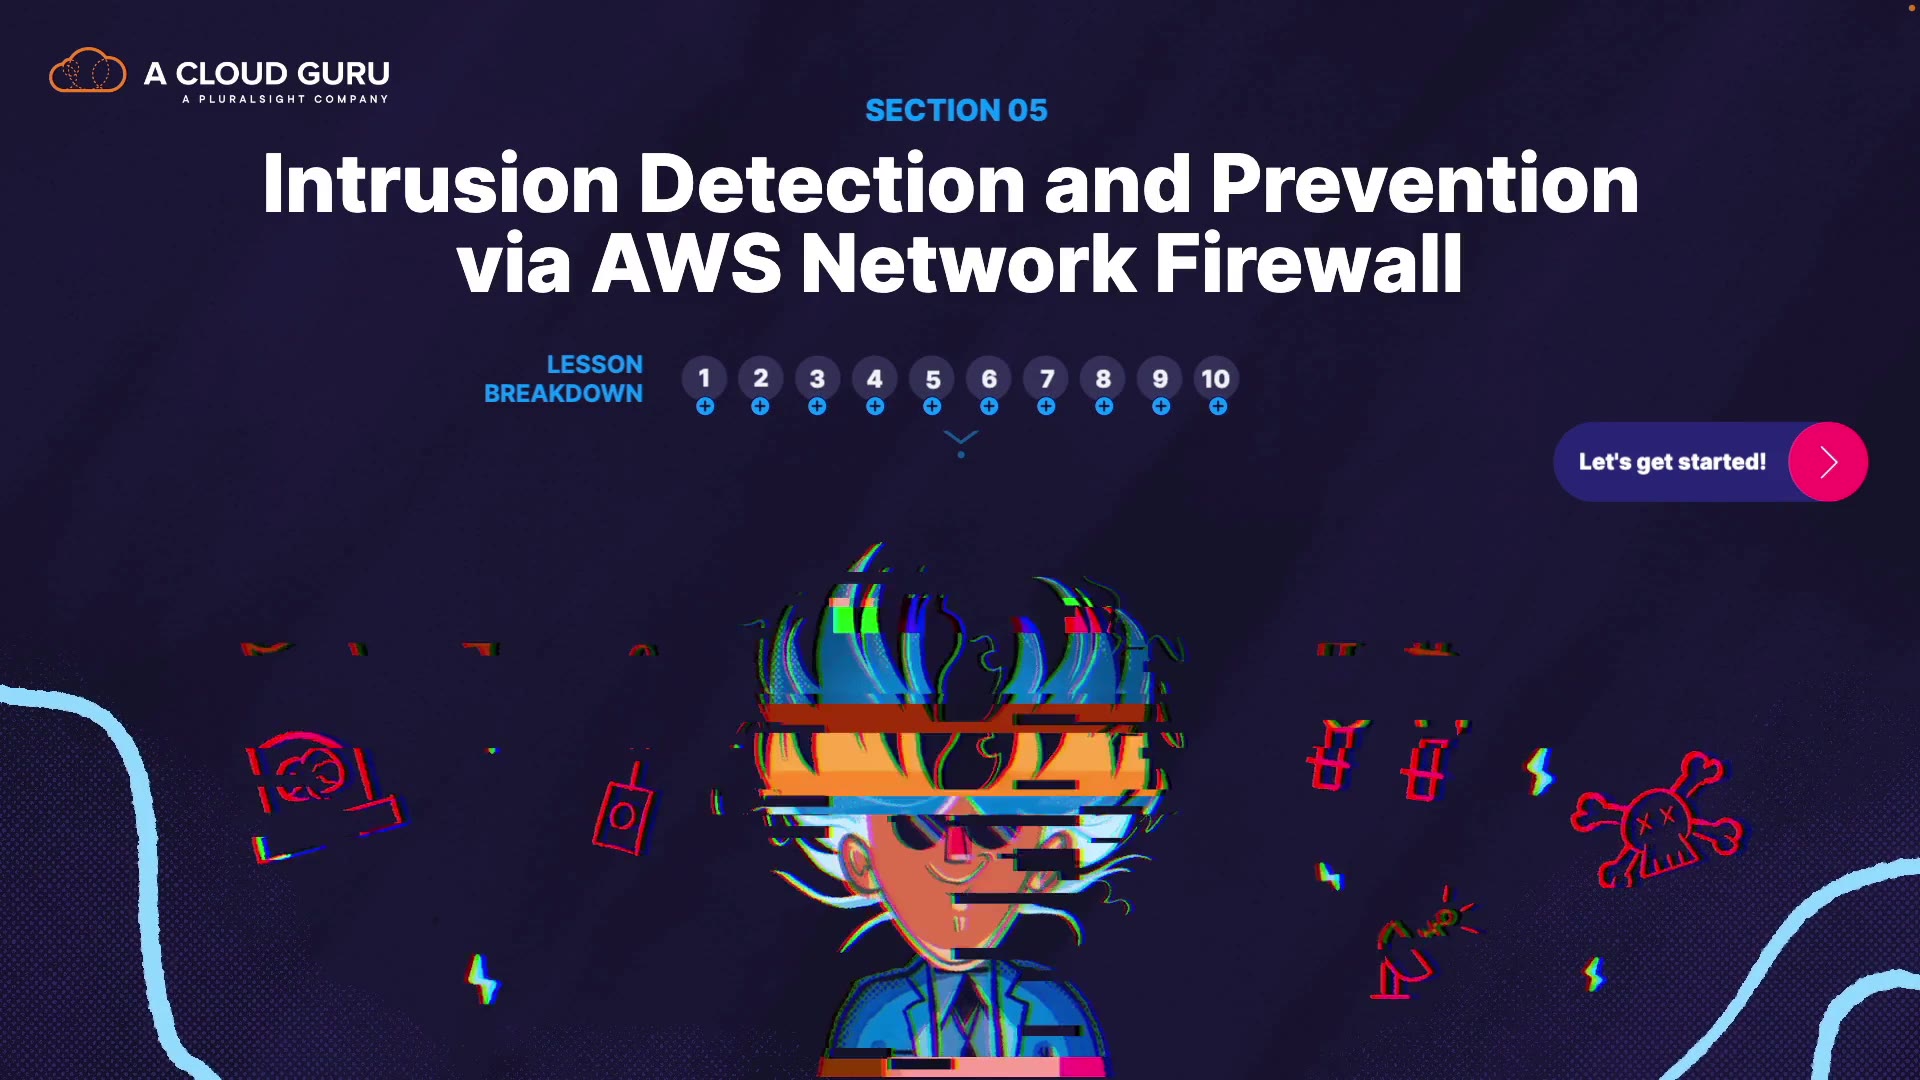 A CLOUD GURU
A PLURALSIGHT COMPANY
SECTION 05
Intrusion Detection and Prevention
via AWS Network Firewall
LESSON
BREAKDOWN
1 2 3 4 5 6 7 8 9 10
Let's get started!